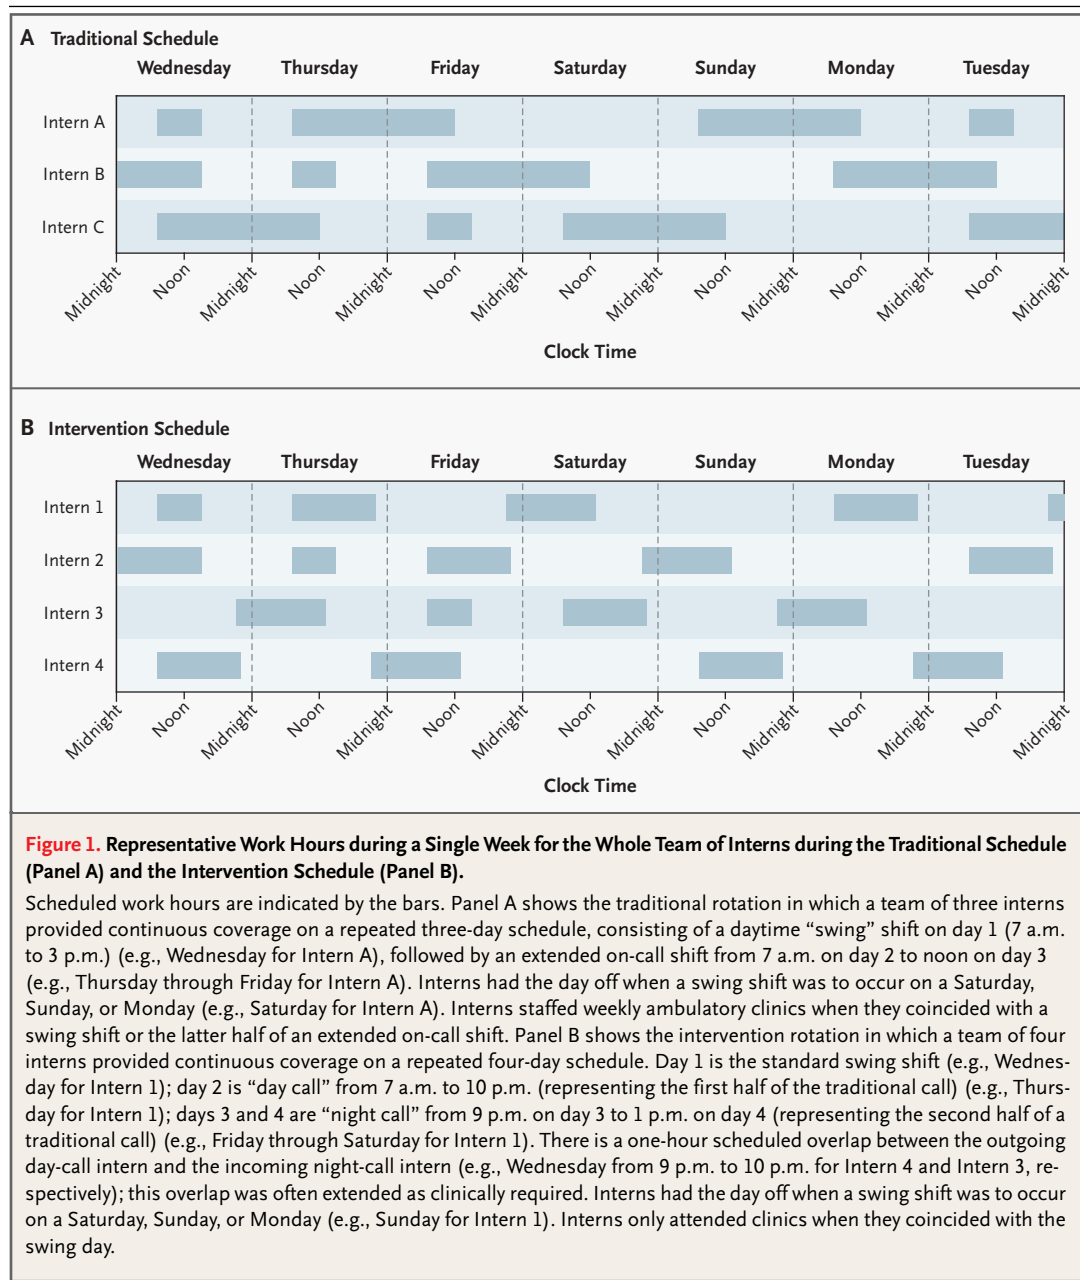 A Traditional Schedule
Wednesday Thursday Friday Saturday Sunday Monday Tuesday
Intern A
Intern B
Intern C
Midnight Noon Midnight Noon Midnight Noon Midnight Noon Midnight Noon Midnight Noon Midnight Noon Midnight
Clock Time
B Intervention Schedule
Wednesday Thursday Friday Saturday Sunday Monday Tuesday
Intern 1
Intern 2
Intern 3
Intern 4
Midnight Noon Midnight Noon Midnight Noon Midnight Noon Midnight Noon Midnight Noon Midnight Noon Midnight
Clock Time
Figure 1. Representative Work Hours during a Single Week for the Whole Team of Interns during the Traditional Schedule
(Panel A) and the Intervention Schedule (Panel B).
Scheduled work hours are indicated by the bars. Panel A shows the traditional rotation in which a team of three interns
provided continuous coverage on a repeated three-day schedule, consisting of a daytime “swing” shift on day 1 (7 a.m.
to 3 p.m.) (e.g., Wednesday for Intern A), followed by an extended on-call shift from 7 a.m. on day 2 to noon on day 3
(e.g., Thursday through Friday for Intern A). Interns had the day off when a swing shift was to occur on a Saturday,
Sunday, or Monday (e.g., Saturday for Intern A). Interns staffed weekly ambulatory clinics when they coincided with a
swing shift or the latter half of an extended on-call shift. Panel B shows the intervention rotation in which a team of four
interns provided continuous coverage on a repeated four-day schedule. Day 1 is the standard swing shift (e.g., Wednes-
day for Intern 1); day 2 is “day call” from 7 a.m. to 10 p.m. (representing the first half of the traditional call) (e.g., Thurs-
day for Intern 1); days 3 and 4 are “night call” from 9 p.m. on day 3 to 1 p.m. on day 4 (representing the second half of a
traditional call) (e.g., Friday through Saturday for Intern 1). There is a one-hour scheduled overlap between the outgoing
day-call intern and the incoming night-call intern (e.g., Wednesday from 9 p.m. to 10 p.m. for Intern 4 and Intern 3, re-
spectively); this overlap was often extended as clinically required. Interns had the day off when a swing shift was to occur
on a Saturday, Sunday, or Monday (e.g., Sunday for Intern 1). Interns only attended clinics when they coincided with the
swing day.